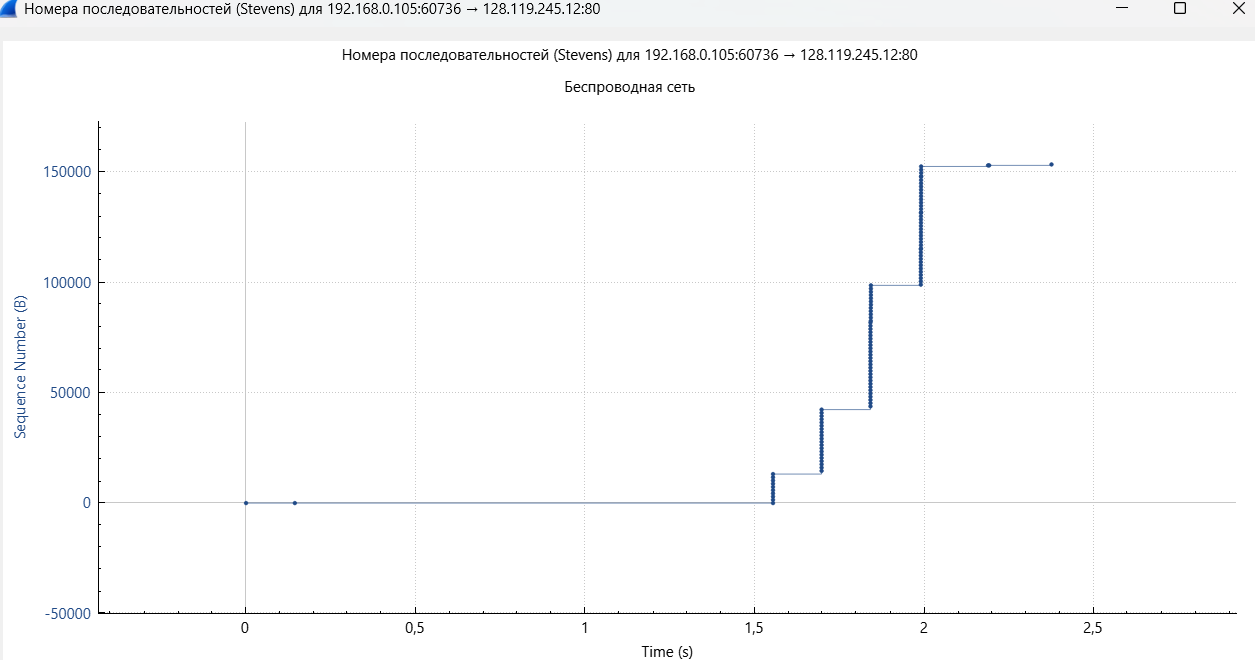 Номера последовательностей (Stevens) для 192.168.0.105:60736 → 128.119.245.12:80
Номера последовательностей (Stevens) для 192.168.0.105:60736 → 128.119.245.12:80
Беспроводная сеть
Sequence Number (B)
150000
100000
50000
0
-50000
0 0,5 1 1,5 2 2,5
Time (s)